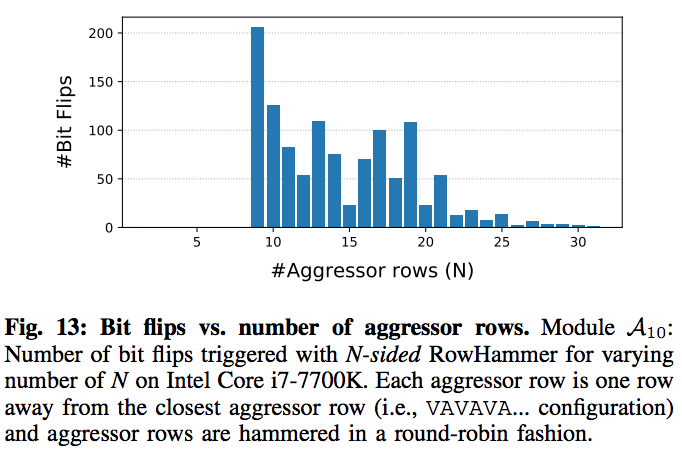 200
150
100
50
0
#Bit Flips
5 10 15 20 25 30
#Aggressor rows (N)
Fig. 13: Bit flips vs. number of aggressor rows. Module 𝒜10:
Number of bit flips triggered with N-sided RowHammer for varying
number of N on Intel Core i7-7700K. Each aggressor row is one row
away from the closest aggressor row (i.e., VAVAVA... configuration)
and aggressor rows are hammered in a round-robin fashion.